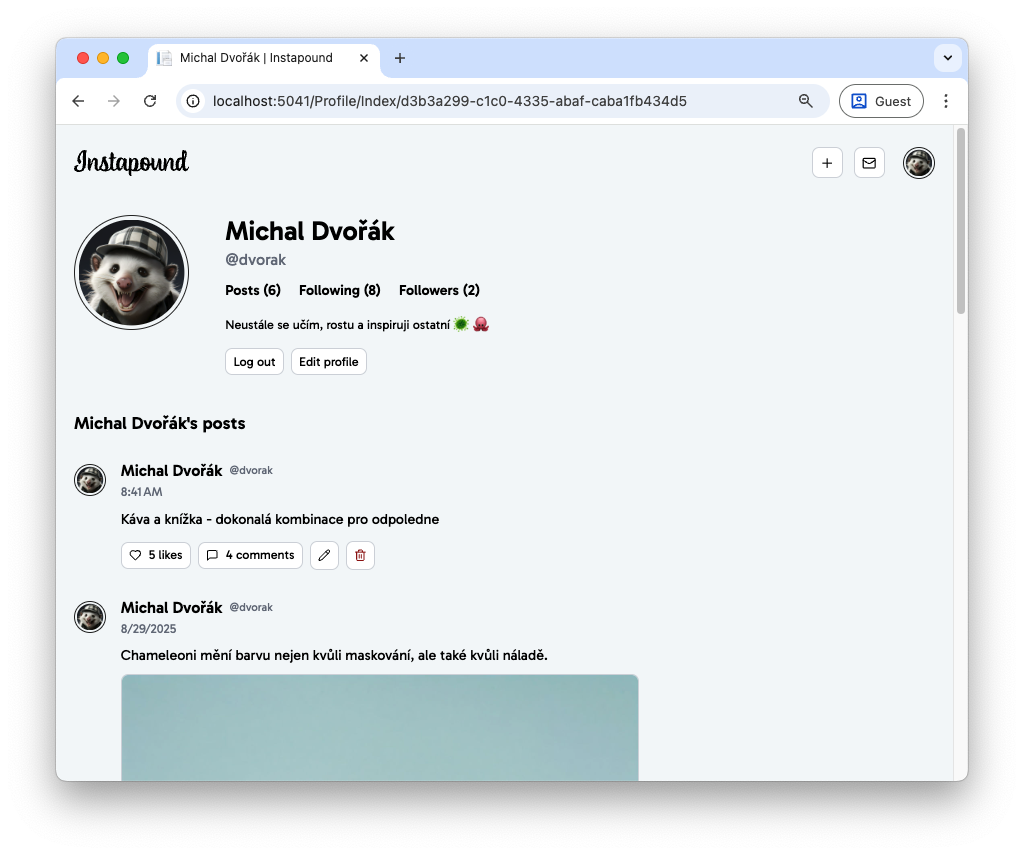 Michal Dvořák | Instapound
localhost:5041/Profile/Index/d3b3a299-c1c0-4335-abaf-caba1fb434d5
Guest
Instapound
Michal Dvořák
@dvorak
Posts (6) Following (8) Followers (2)
Neustále se učím, rostu a inspiruji ostatní
Log out Edit profile
Michal Dvořák's posts
Michal Dvořák @dvorak
8:41 AM
Káva a knížka - dokonalá kombinace pro odpoledne
5 likes 4 comments
Michal Dvořák @dvorak
8/29/2025
Chameleoni mění barvu nejen kvůli maskování, ale také kvůli náladě.